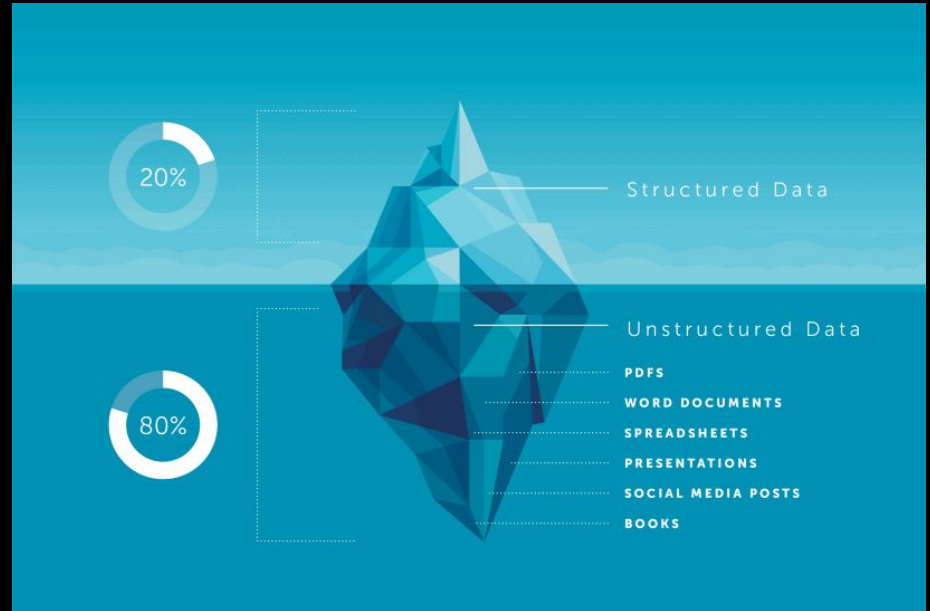 20%
Structured Data
Unstructured Data
PDFS
WORD DOCUMENTS
80%
SPREADSHEETS
PRESENTATIONS
SOCIAL MEDIA POSTS
BOOKS